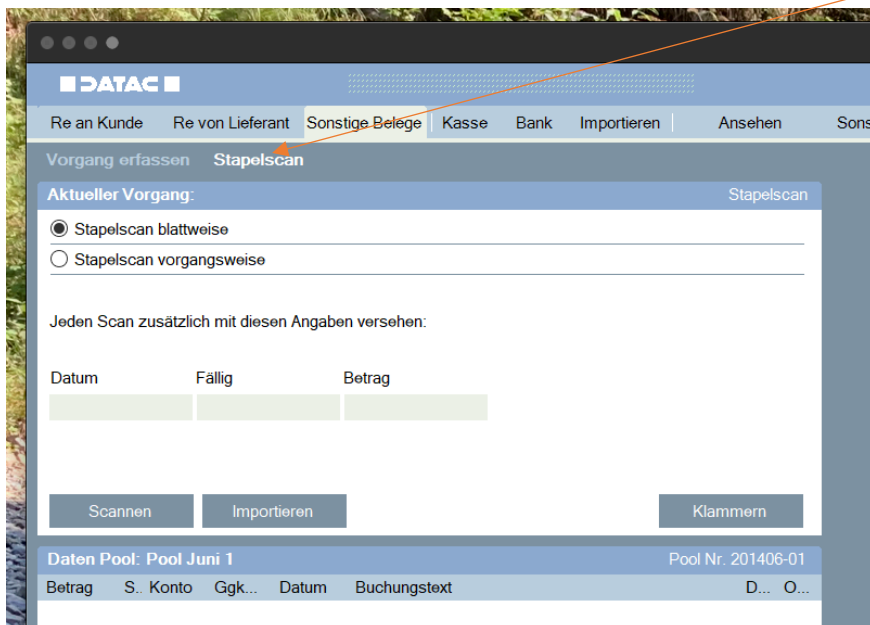 DATAC
Re an Kunde Re von Lieferant Sonstige Belege Kasse Bank Importieren Ansehen Sons
Vorgang erfassen Stapelscan
Aktueller Vorgang: Stapelscan
Stapelscan blattweise
Stapelscan vorgangsweise
Jeden Scan zusätzlich mit diesen Angaben versehen:
Datum Fällig Betrag
Scannen Importieren Klammern
Daten Pool: Pool Juni 1 Pool Nr. 201406-01
Betrag S.. Konto Ggk... Datum Buchungstext D... O...